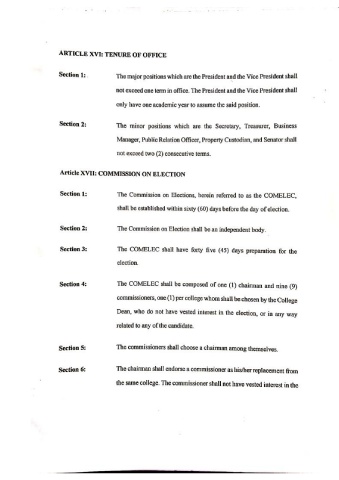 ARTICLE XVI: TENURE OF OFFICE
Section 1: The major positions which are the President and the Vice President shall
not exceed one term in office. The President and the Vice President shall
only have one academic year to assume the said position.
Section 2: The minor positions which are the Secretary, Treasurer, Business
Manager, Public Relation Officer, Property Custodian, and Senator shall
not exceed two (2) consecutive terms.
Article XVII: COMMISSION ON ELECTION
Section 1: The Commission on Elections, herein referred to as the COMELEC,
shall be established within sixty (60) days before the day of election.
Section 2: The Commission on Election shall be an independent body.
Section 3: The COMELEC shall have forty five (45) days preparation for the
election.
Section 4: The COMELEC shall be composed of one (1) chairman and nine (9)
commissioners, one (1) per college whom shall be chosen by the College
Dean, who do not have vested interest in the election, or in any way
related to any of the candidate.
Section 5: The commissioners shall choose a chairman among themselves.
Section 6: The chairman shall endorse a commissioner as his/her replacement from
the same college. The commissioner shall not have vested interest in the